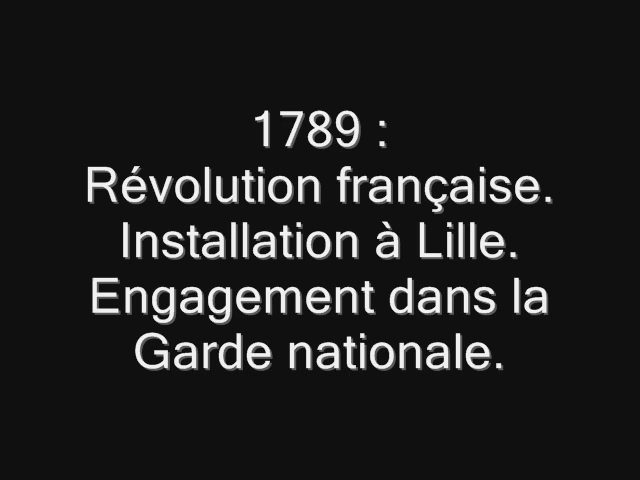 1789 :
Révolution française.
Installation à Lille.
Engagement dans la
Garde nationale.